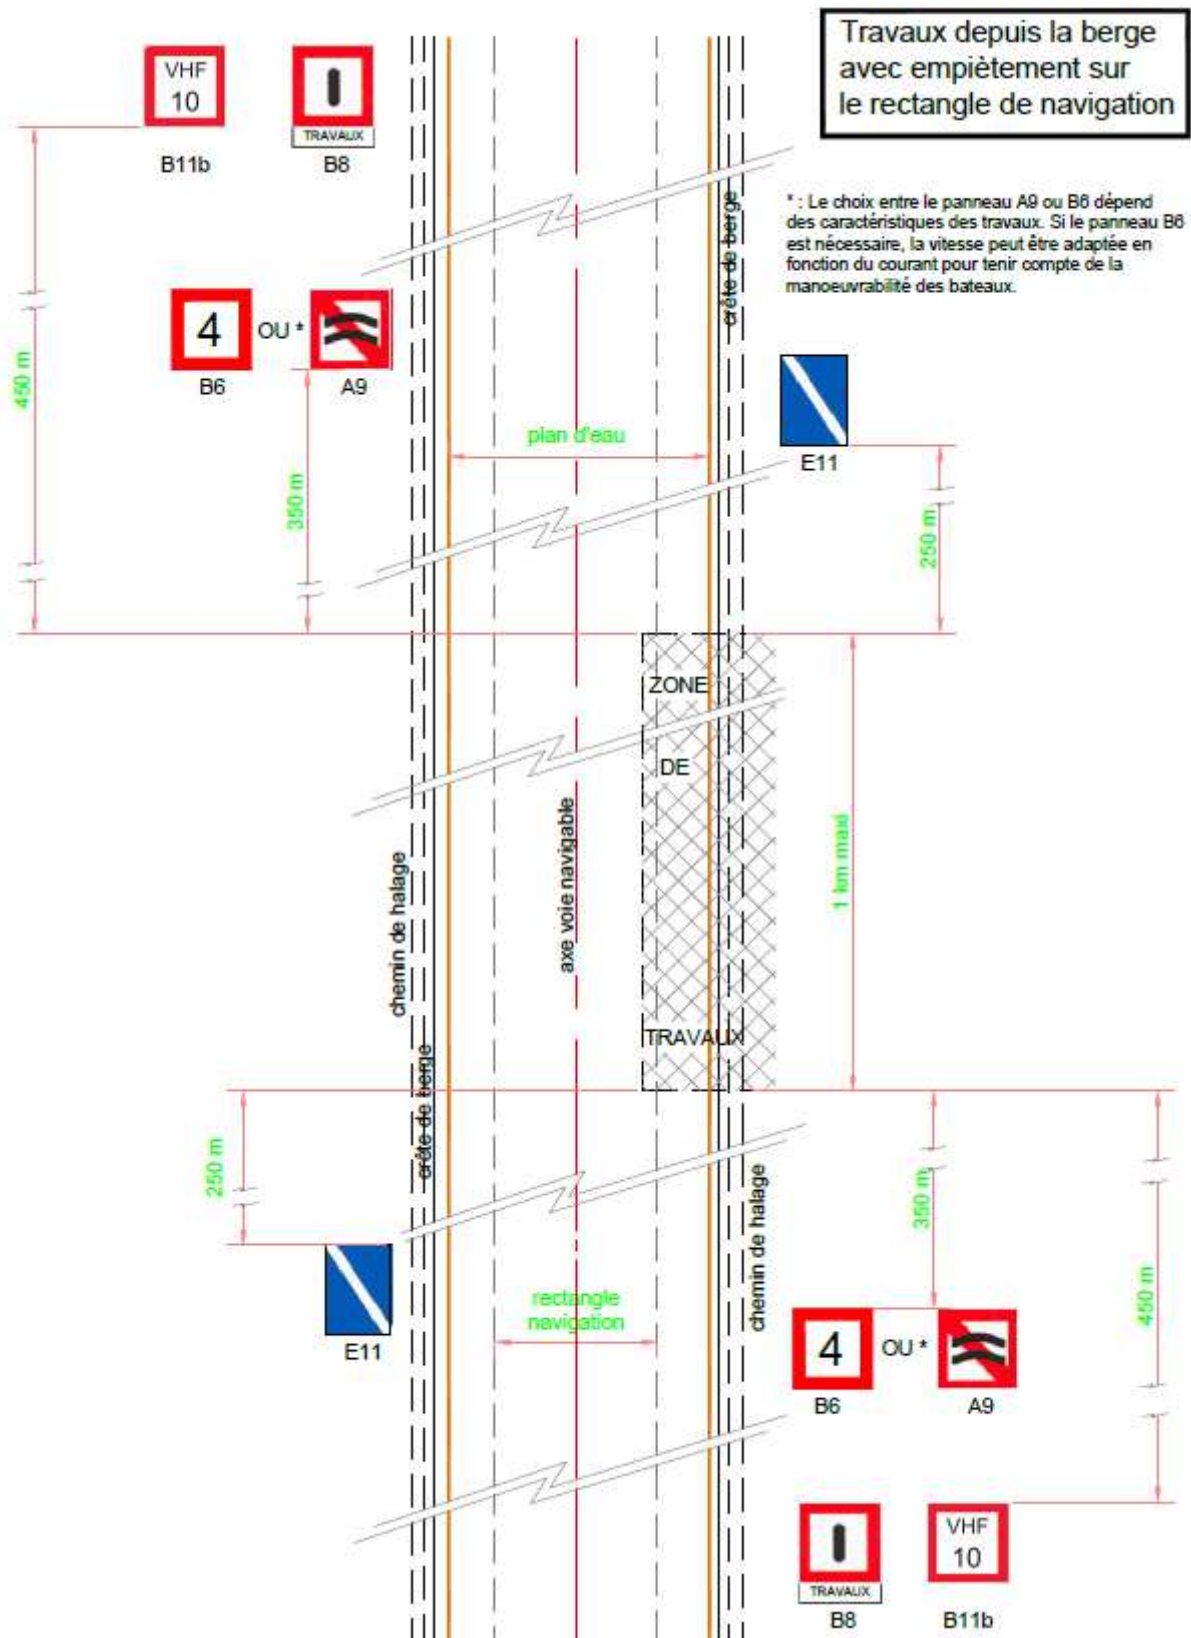 Travaux depuis la berge
avec empiètement sur
le rectangle de navigation
VHF
10
B11b
TRAVAUX
B8
* : Le choix entre le panneau A9 ou B6 dépend
des caractéristiques des travaux. Si le panneau B6
est nécessaire, la vitesse peut être adaptée en
fonction du courant pour tenir compte de la
manoeuvrabilité des bateaux.
crête de berge
4
OU *
B6
A9
450 m
350 m
plan d'eau
E11
250 m
ZONE
DE
TRAVAUX
1 km maxi
axe voie navigable
chemin de halage
crête de berge
250 m
E11
rectangle
navigation
chemin de halage
350 m
450 m
4
OU *
B6
A9
TRAVAUX
B8
VHF
10
B11b